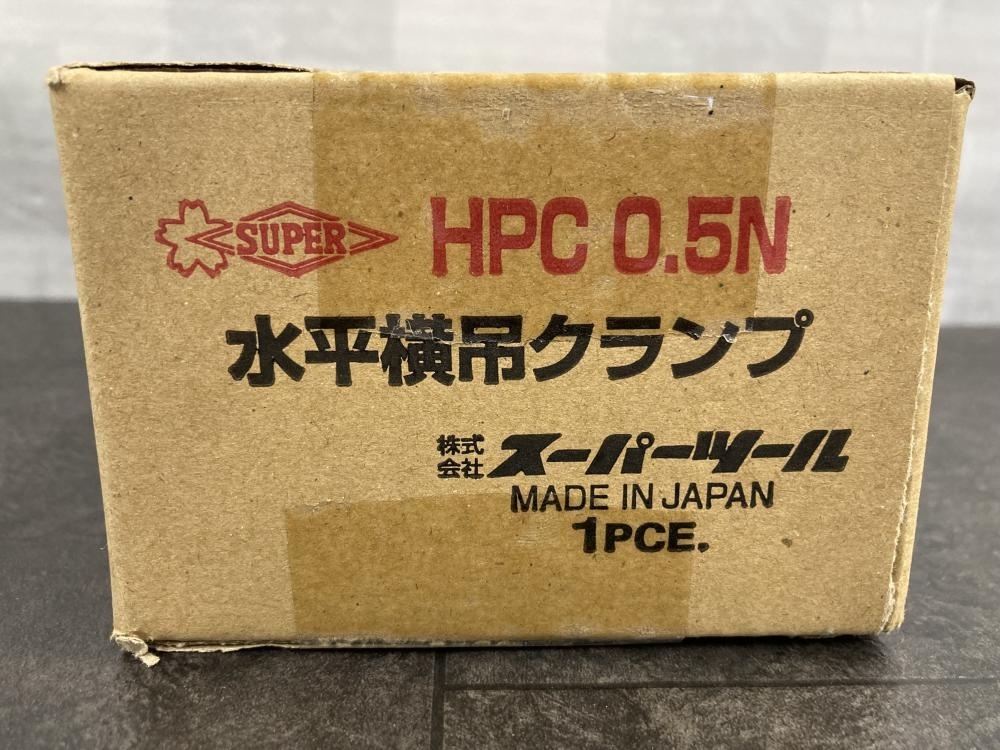 SUPER HPC 0.5N
水平横吊クランプ
株式会社 スーパーツール
MADE IN JAPAN
1PCE.